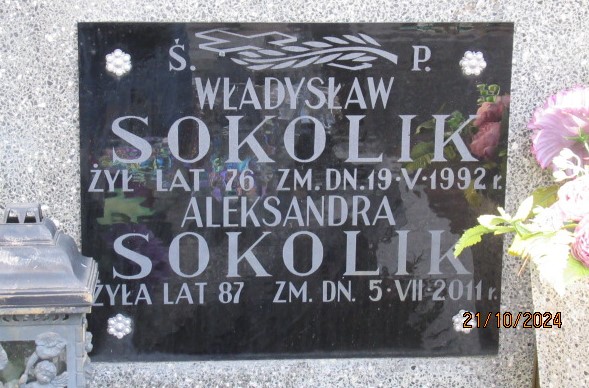 Ś. P.
WŁADYSŁAW
SOKOLIK
ŻYŁ LAT 76 ZM. DN. 19-V-1992 r.
ALEKSANDRA
SOKOLIK
ŻYŁA LAT 87 ZM. DN. 5-VII-2011 r.
21/10/2024